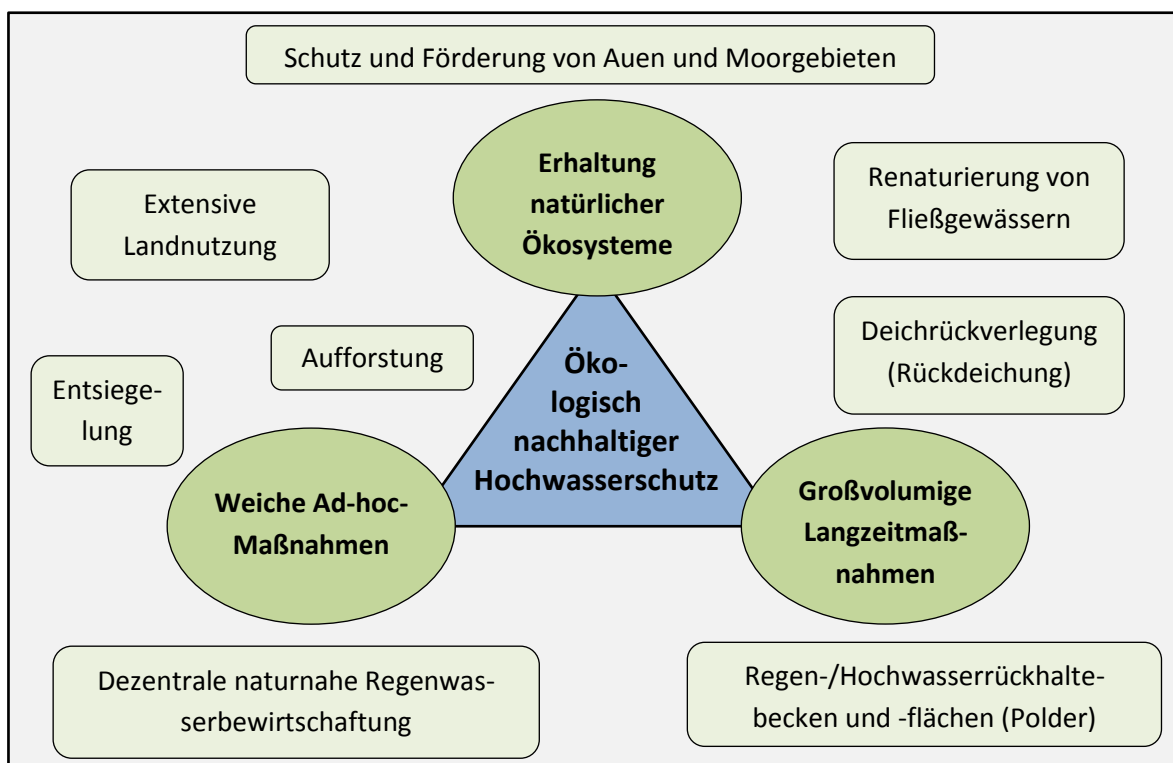 Schutz und Förderung von Auen und Moorgebieten
Erhaltung
natürlicher
Ökosysteme
Extensive
Landnutzung
Renaturierung von
Fließgewässern
Aufforstung
Deichrückverlegung
(Rückdeichung)
Entsiege-
lung
Öko-
logisch
nachhaltiger
Hochwasserschutz
Weiche Ad-hoc-
Maßnahmen
Großvolumige
Langzeitmaß-
nahmen
Dezentrale naturnahe Regenwas-
serbewirtschaftung
Regen-/Hochwasserrückhalte-
becken und -flächen (Polder)